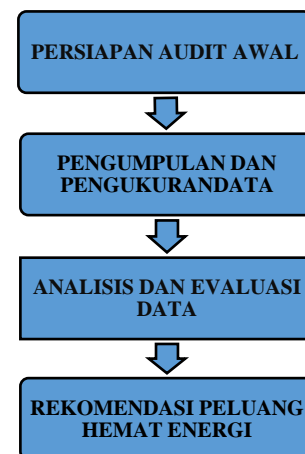 PERSIAPAN AUDIT AWAL
PENGUMPULAN DAN
PENGUKURANDATA
ANALISIS DAN EVALUASI
DATA
REKOMENDASI PELUANG
HEMAT ENERGI